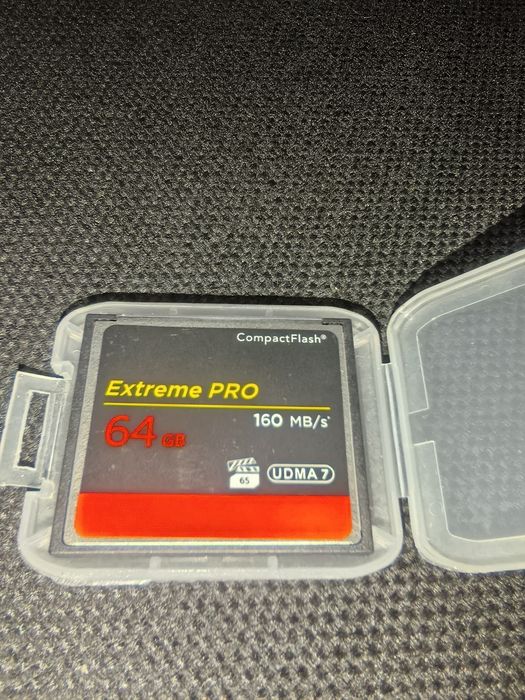 CompactFlash®
Extreme PRO
64 GB
160 MB/s
65
UDMA 7